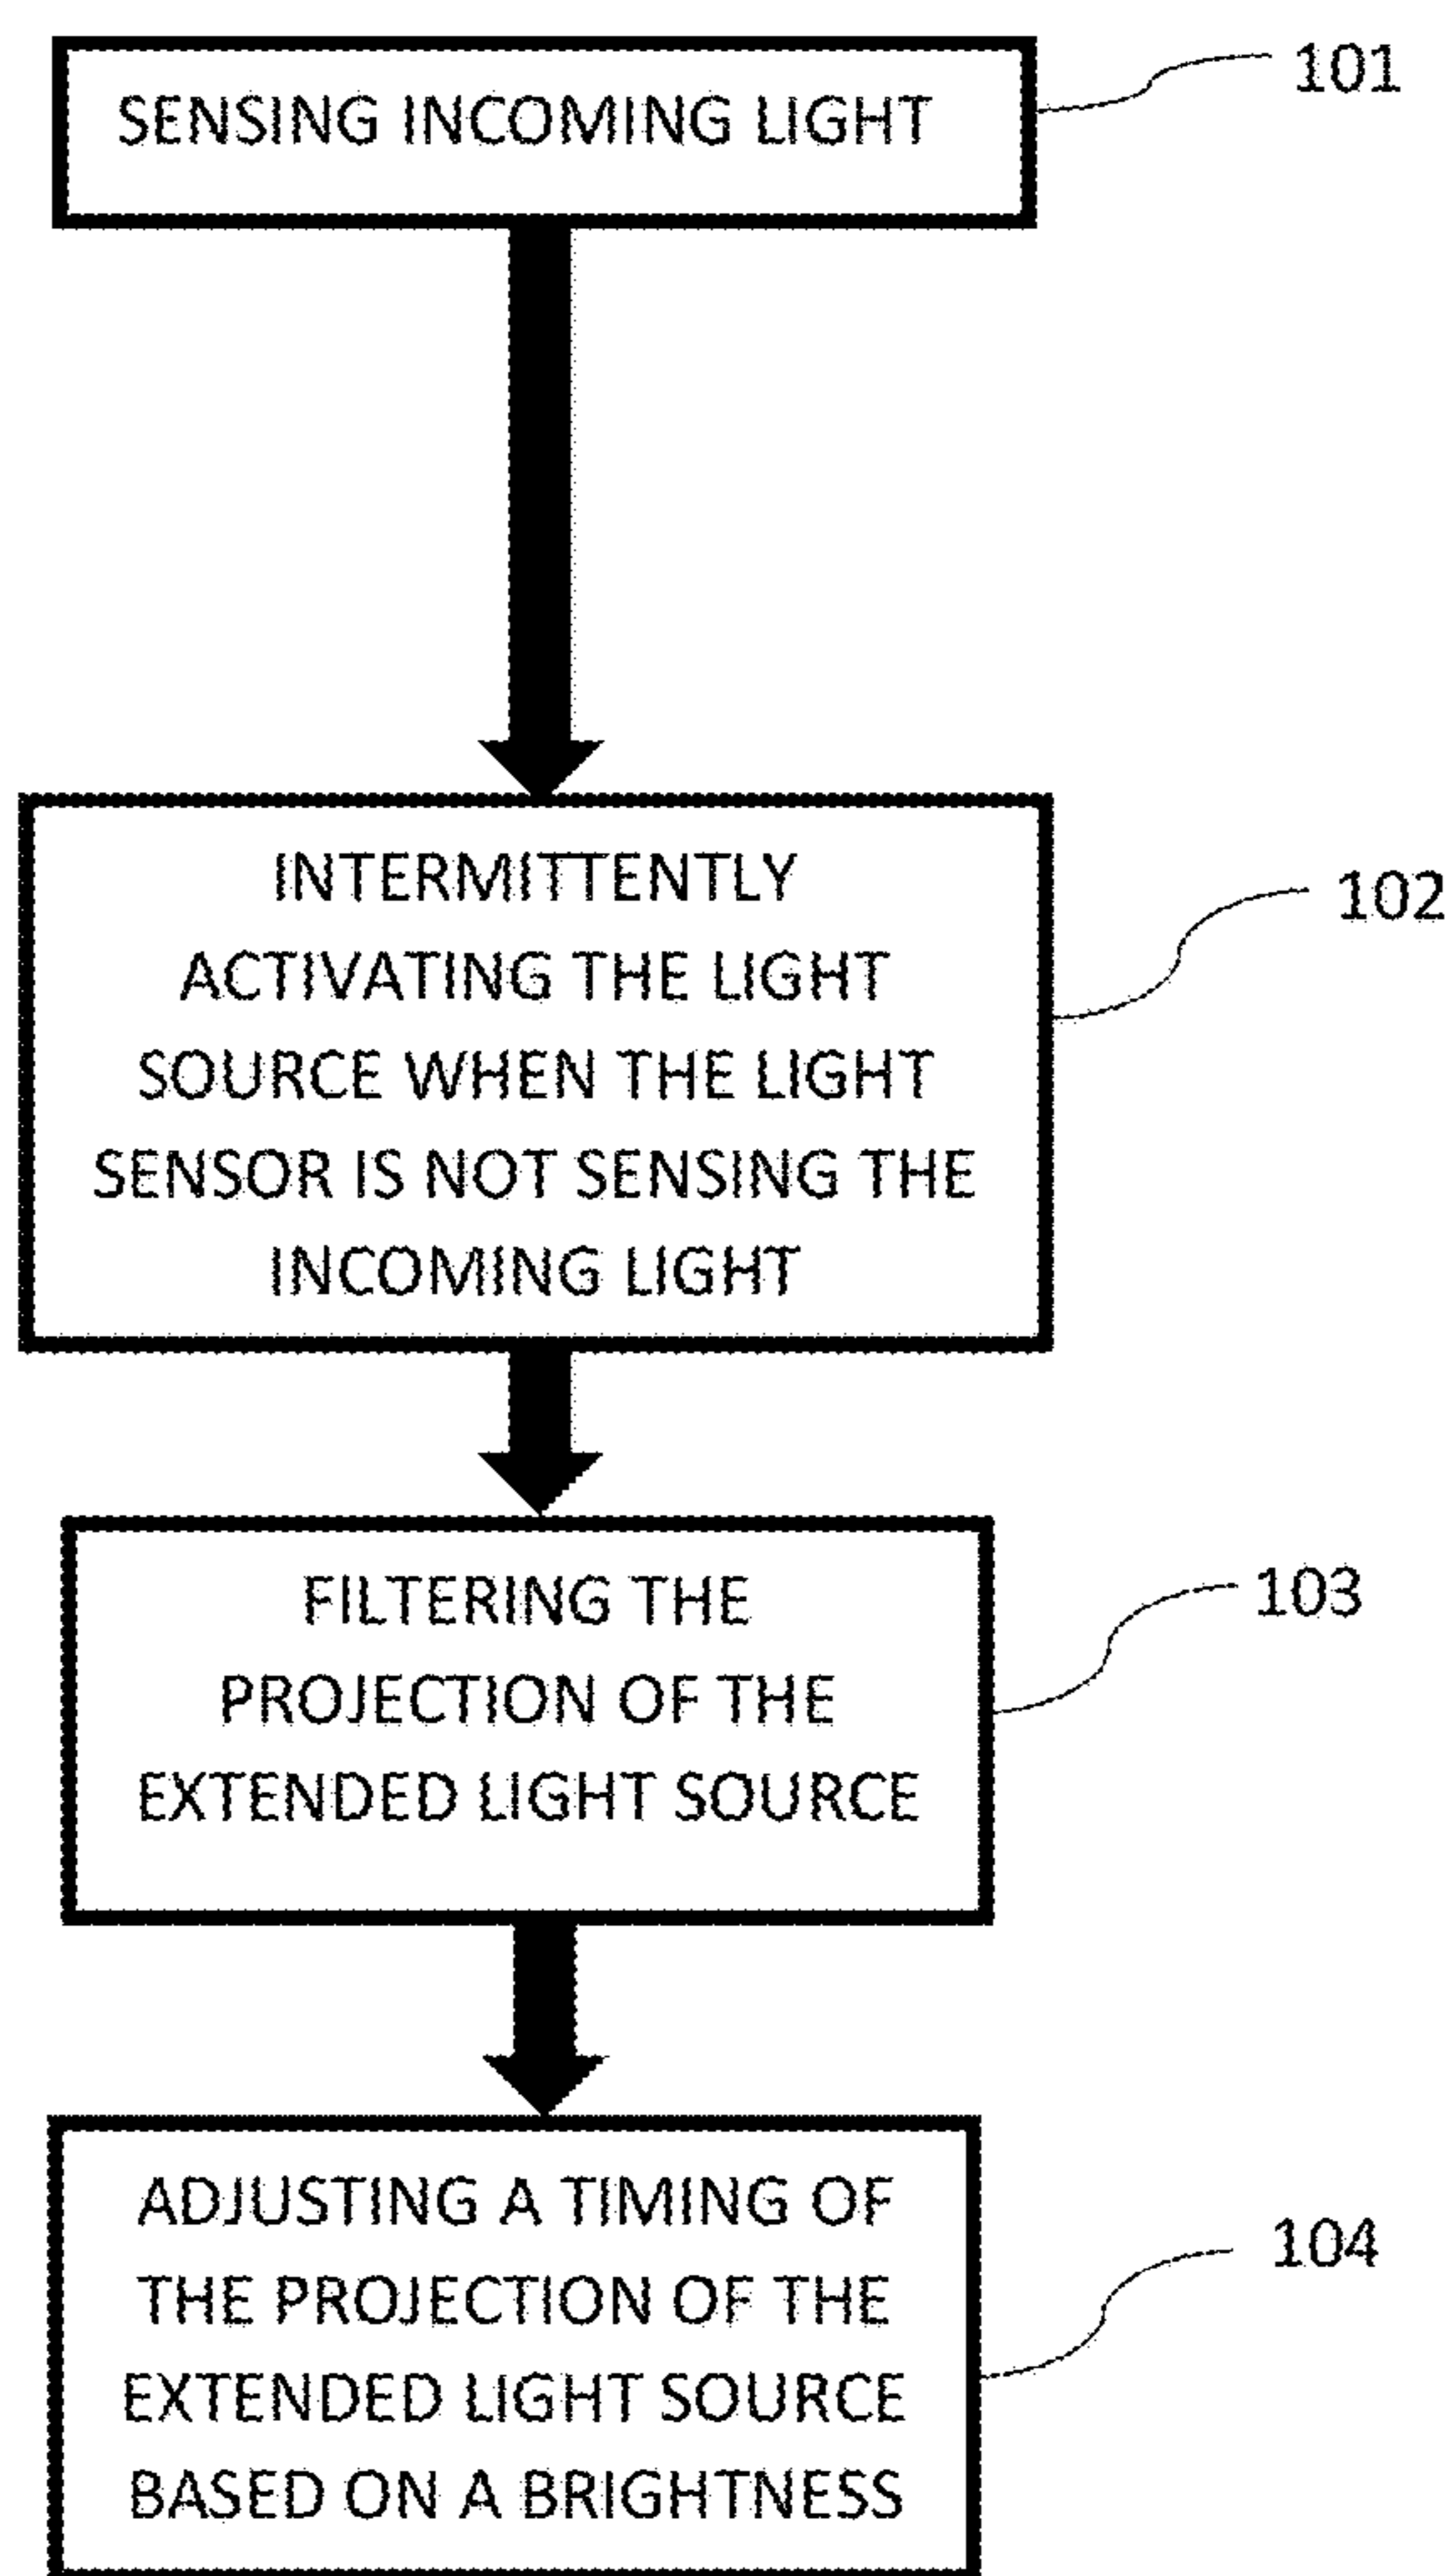 SENSING INCOMING LIGHT
101
INTERMITTENTLY
ACTIVATING THE LIGHT
SOURCE WHEN THE LIGHT
SENSOR IS NOT SENSING THE
INCOMING LIGHT
102
FILTERING THE
PROJECTION OF THE
EXTENDED LIGHT SOURCE
103
ADJUSTING A TIMING OF
THE PROJECTION OF THE
EXTENDED LIGHT SOURCE
BASED ON A BRIGHTNESS
104